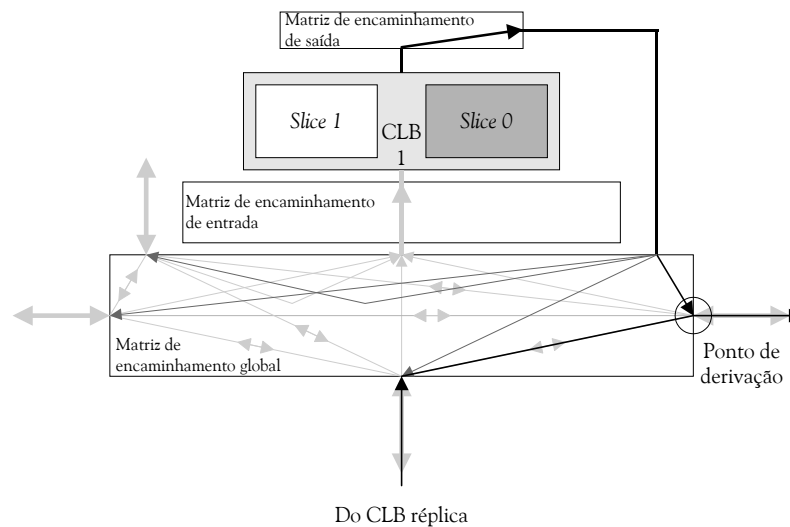 Matriz de encaminhamento
de saída
Slice 1
CLB
1
Slice 0
Matriz de encaminhamento
de entrada
Matriz de
encaminhamento global
Ponto de
derivação
Do CLB réplica